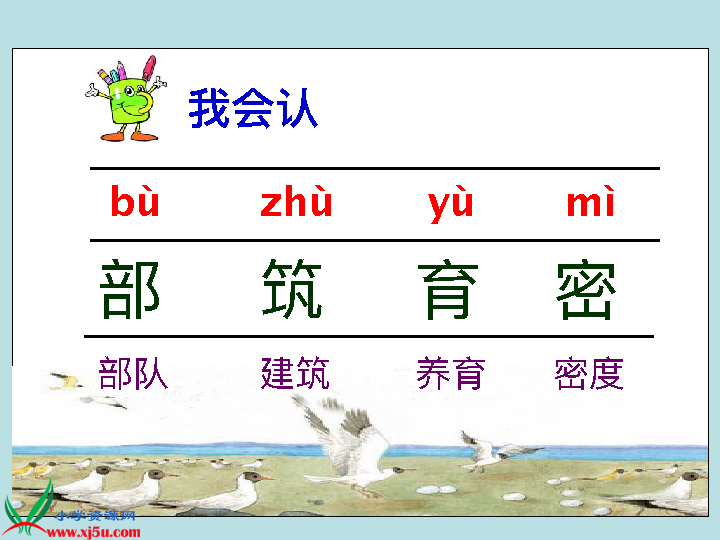 我会认
bù zhù yù mì
部 筑 育 密
部队 建筑 养育 密度
小学资源网
www.xj5u.com